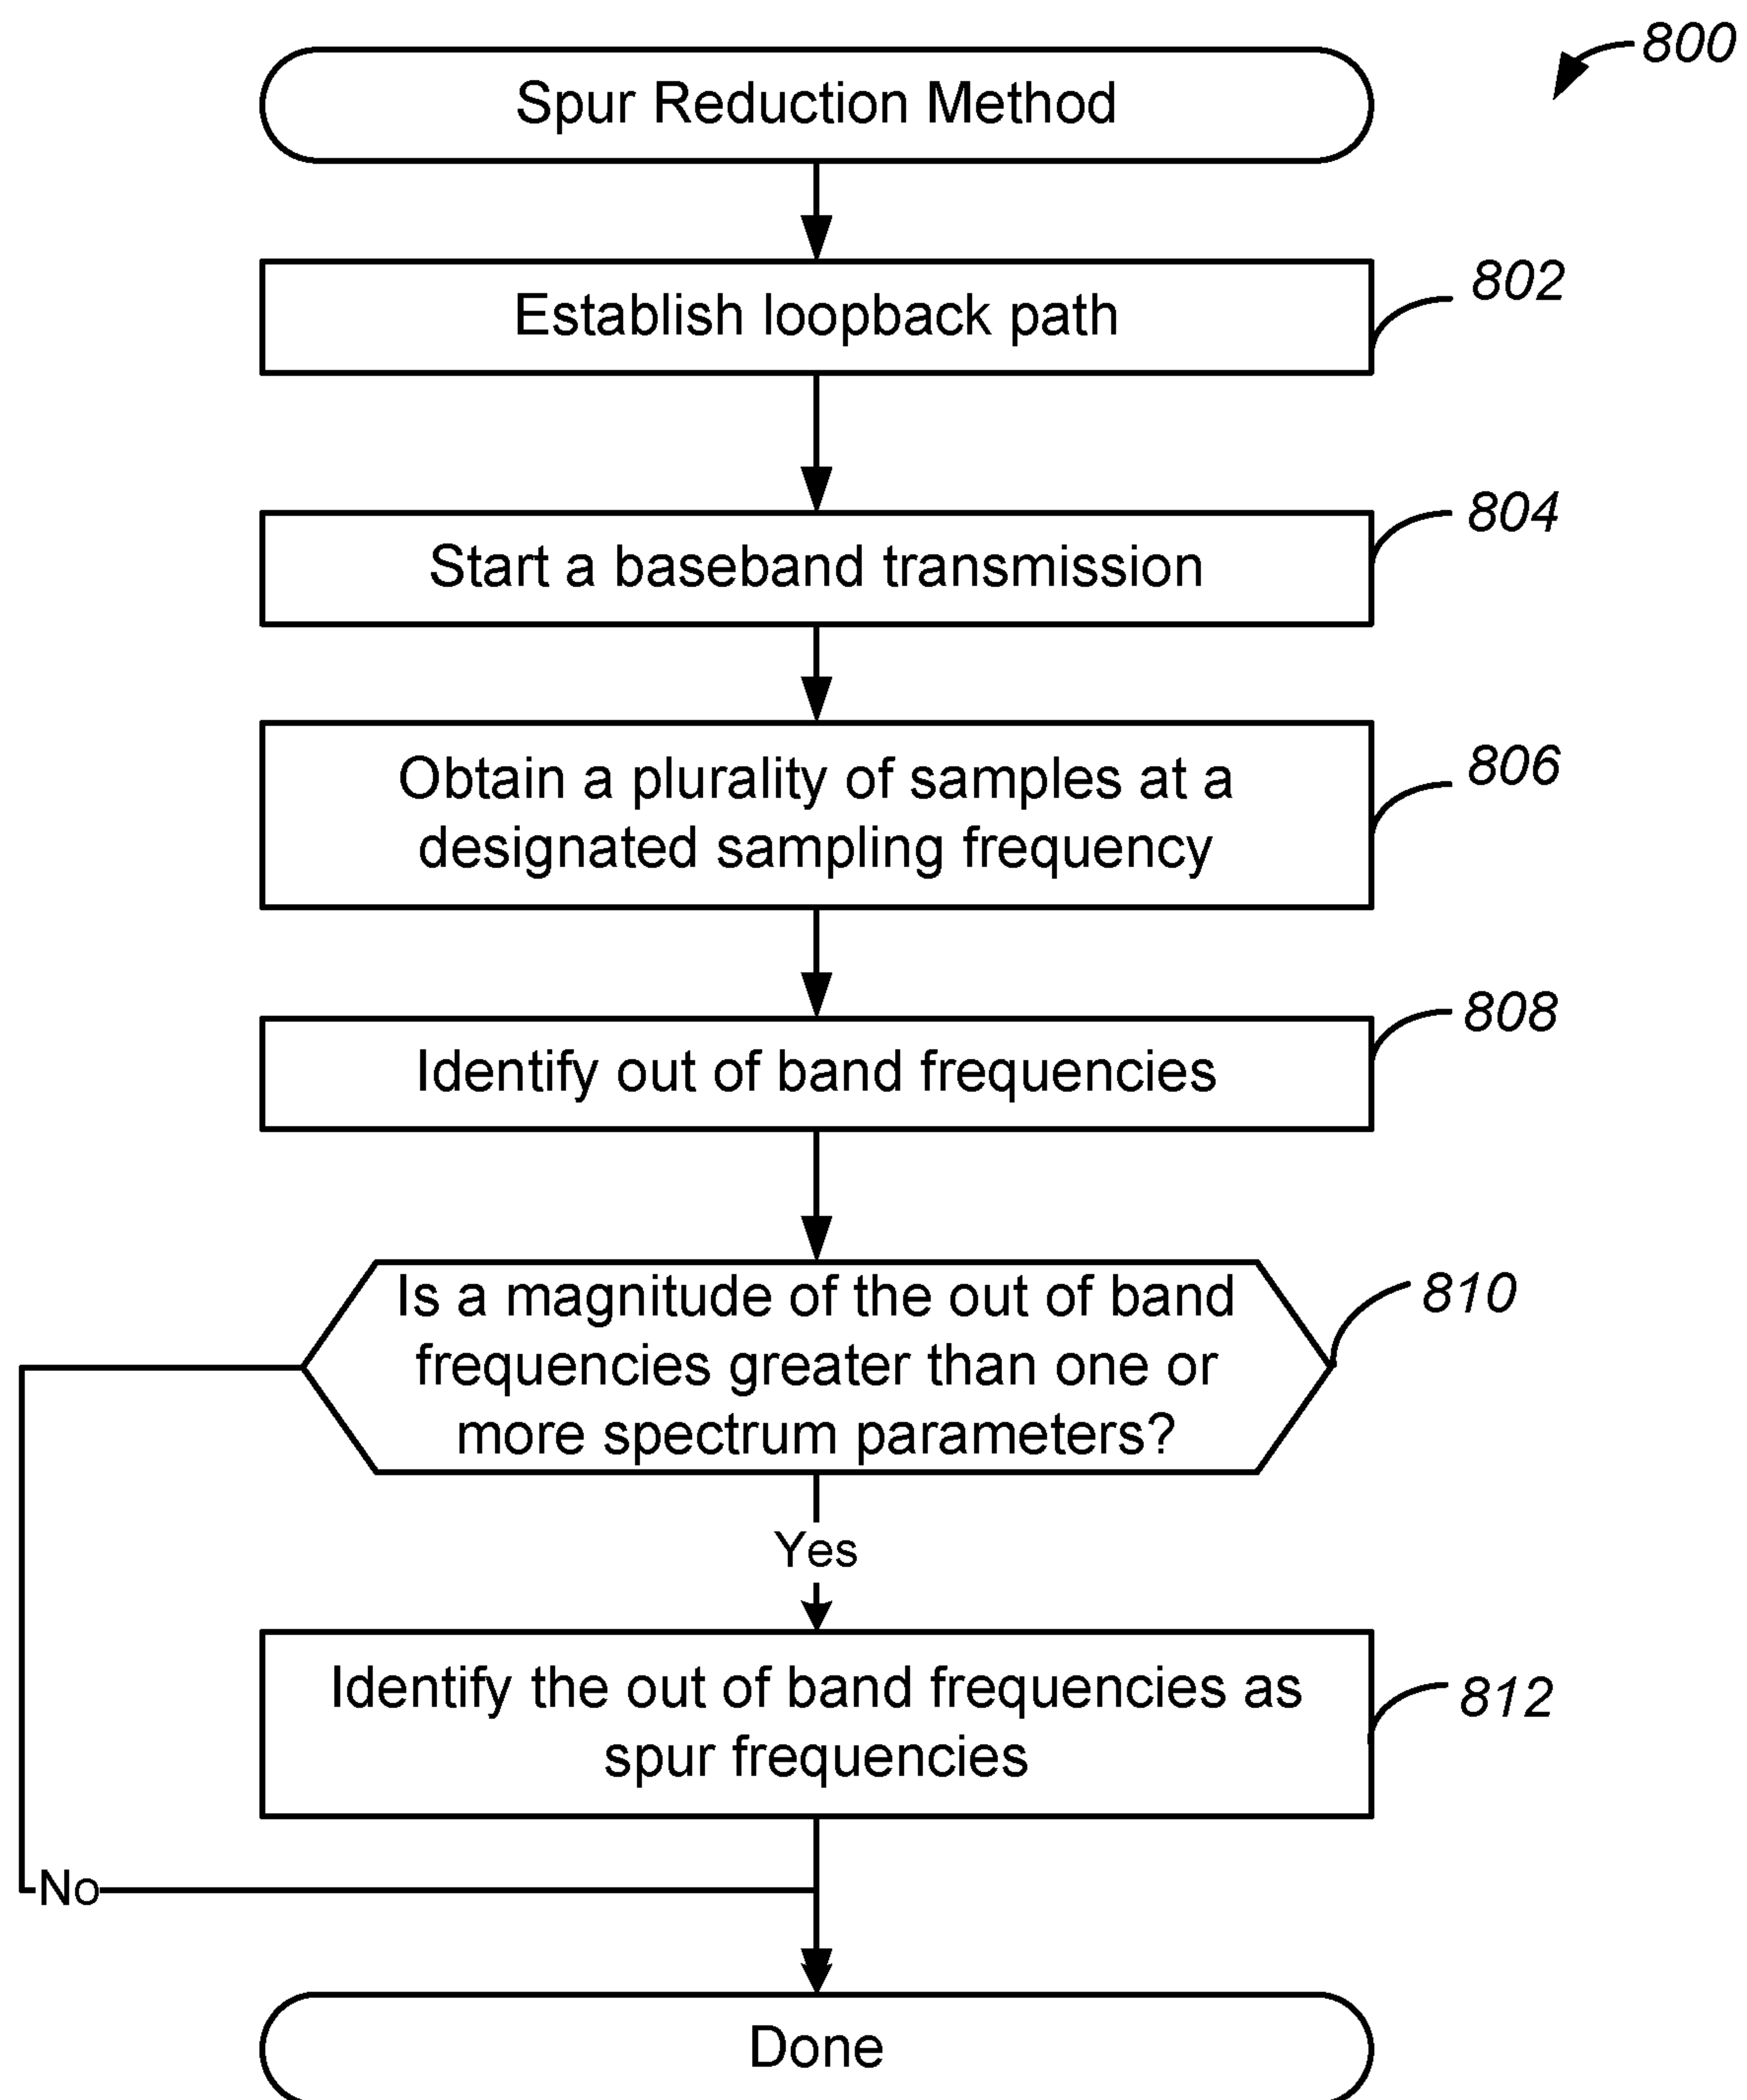 800
Spur Reduction Method
Establish loopback path
802
Start a baseband transmission
804
Obtain a plurality of samples at a
designated sampling frequency
806
Identify out of band frequencies
808
Is a magnitude of the out of band
frequencies greater than one or
more spectrum parameters?
810
Yes
Identify the out of band frequencies as
spur frequencies
812
No
Done